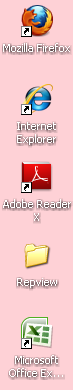 Mozilla Firefox
Internet
Explorer
Adobe Reader
X
Repview
Microsoft
Office Ex...